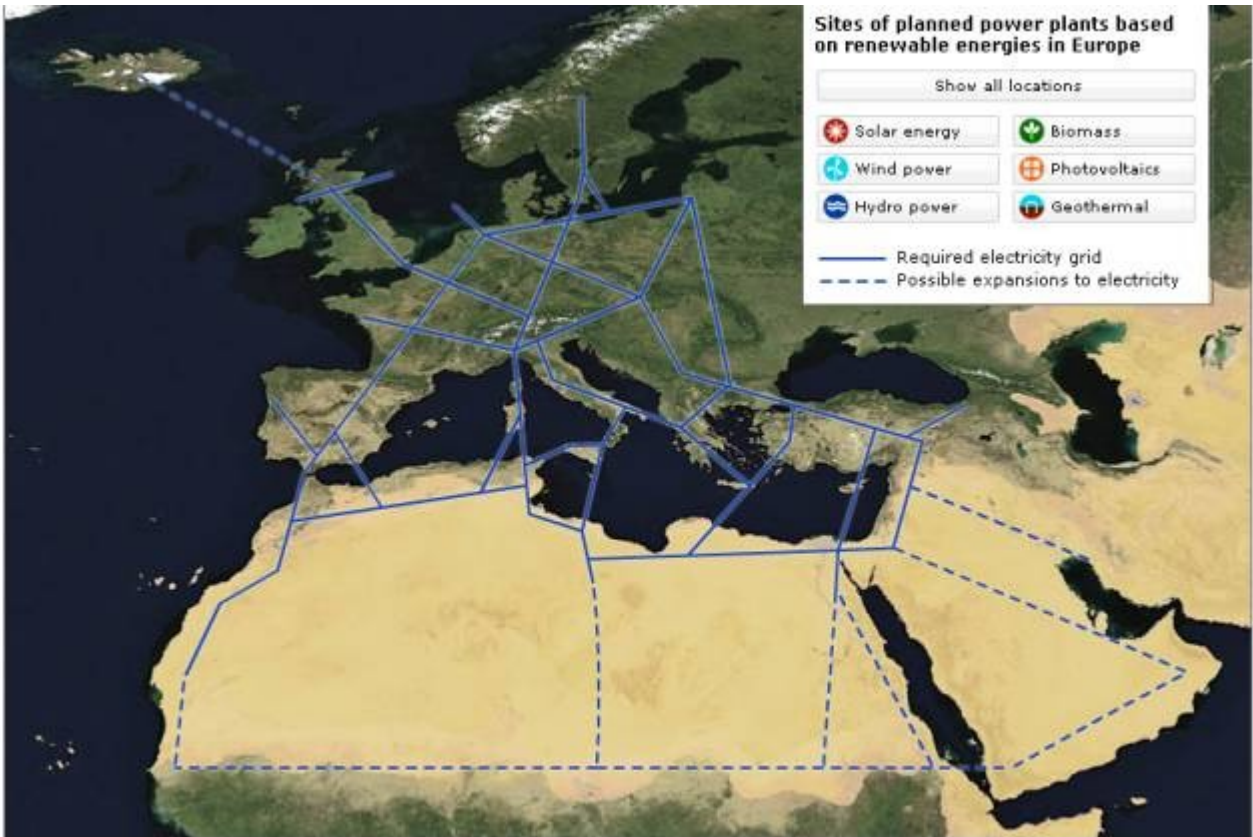 Sites of planned power plants based
on renewable energies in Europe
Show all locations
Solar energy
Biomass
Wind power
Photovoltaics
Hydro power
Geothermal
Required electricity grid
Possible expansions to electricity